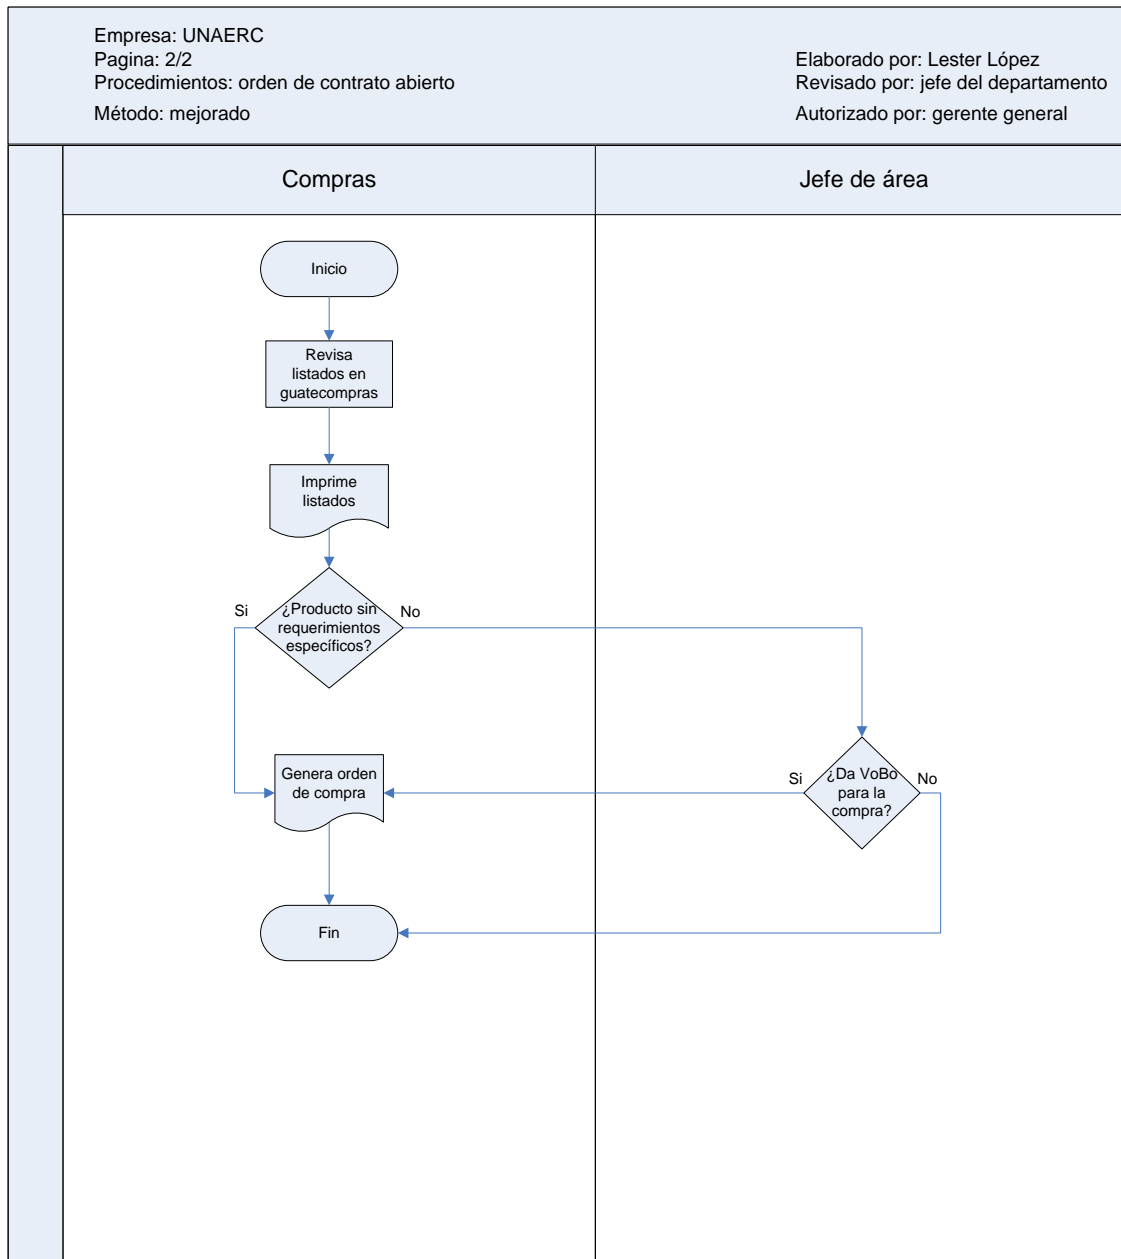 Empresa: UNAERC
Pagina: 2/2
Procedimientos: orden de contrato abierto
Método: mejorado
Elaborado por: Lester López
Revisado por: jefe del departamento
Autorizado por: gerente general
Compras
Jefe de área
Inicio
Revisa
listados en
guatecompras
Imprime
listados
Si
¿Producto sin
requerimientos
específicos?
No
Genera orden
de compra
Si
¿Da VoBo
para la
compra?
No
Fin